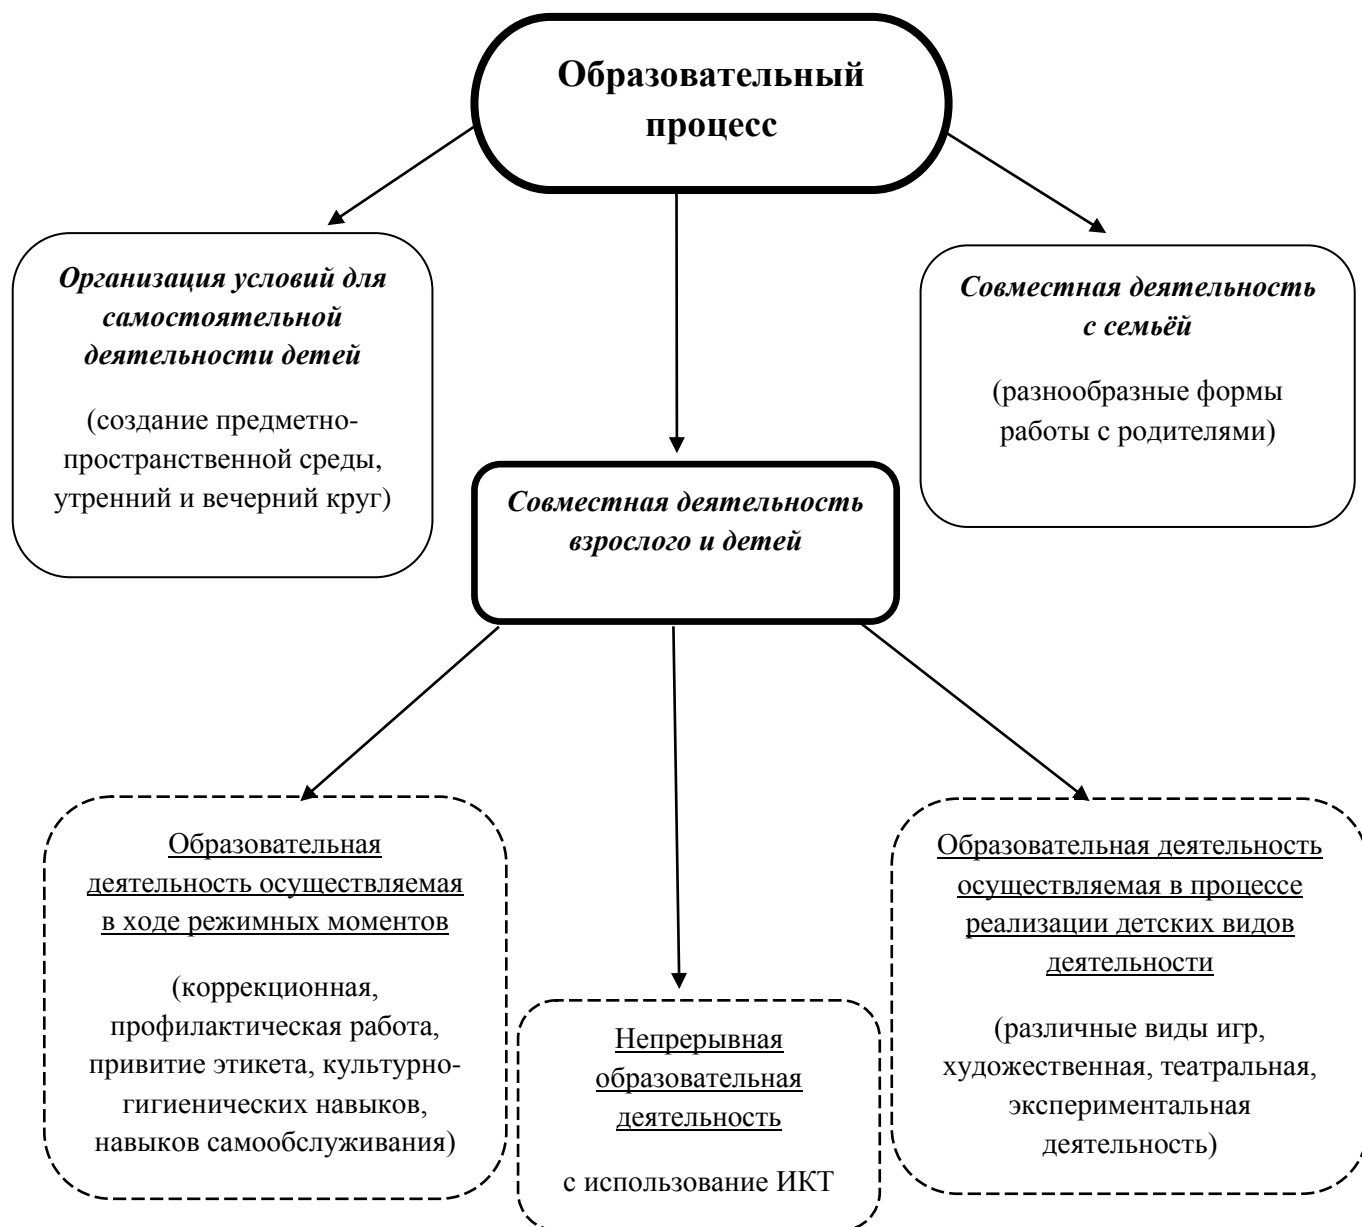 Образовательный
процесс
Организация условий для
самостоятельной
деятельности детей
(создание предметно-
пространственной среды,
утренний и вечерний круг)
Совместная деятельность
с семьёй
(разнообразные формы
работы с родителями)
Совместная деятельность
взрослого и детей
Образовательная
деятельность осуществляемая
в ходе режимных моментов
(коррекционная,
профилактическая работа,
привитие этикета, культурно-
гигиенических навыков,
навыков самообслуживания)
Непрерывная
образовательная
деятельность
с использование ИКТ
Образовательная деятельность
осуществляемая в процессе
реализации детских видов
деятельности
(различные виды игр,
художественная, театральная,
экспериментальная
деятельность)